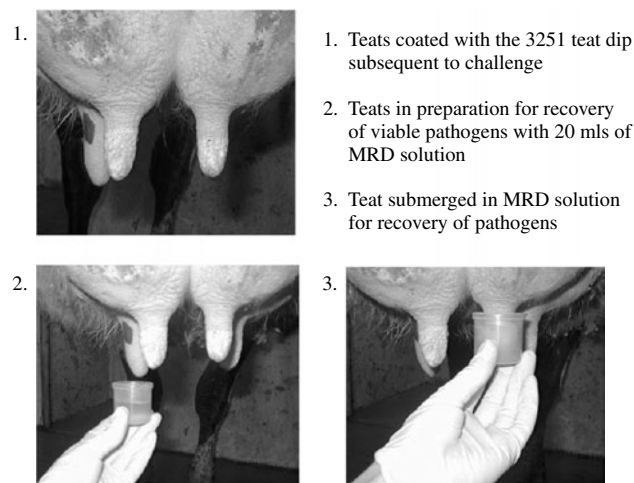 1.
1. Teats coated with the 3251 teat dip
subsequent to challenge
2. Teats in preparation for recovery
of viable pathogens with 20 mls of
MRD solution
3. Teat submerged in MRD solution
for recovery of pathogens
2.
3.